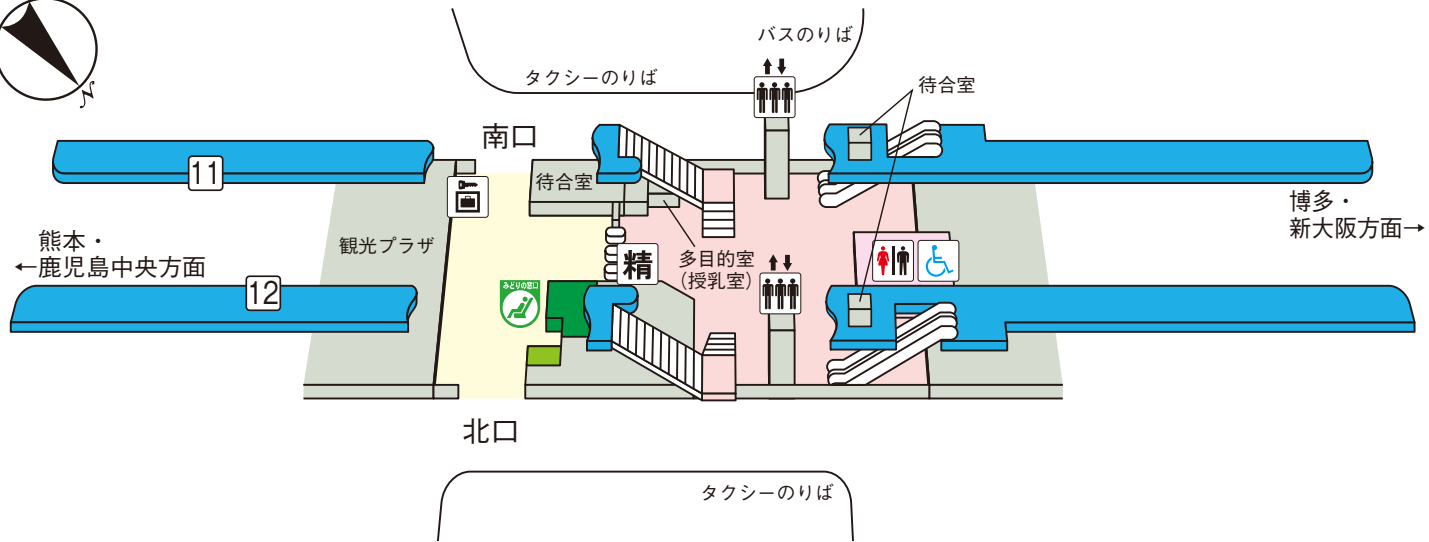 N
バスのりば
タクシーのりば
待合室
南口
11
待合室
博多・
新大阪方面→
熊本・
←鹿児島中央方面
観光プラザ
精
多目的室
(授乳室)
12
みどりの窓口
北口
タクシーのりば